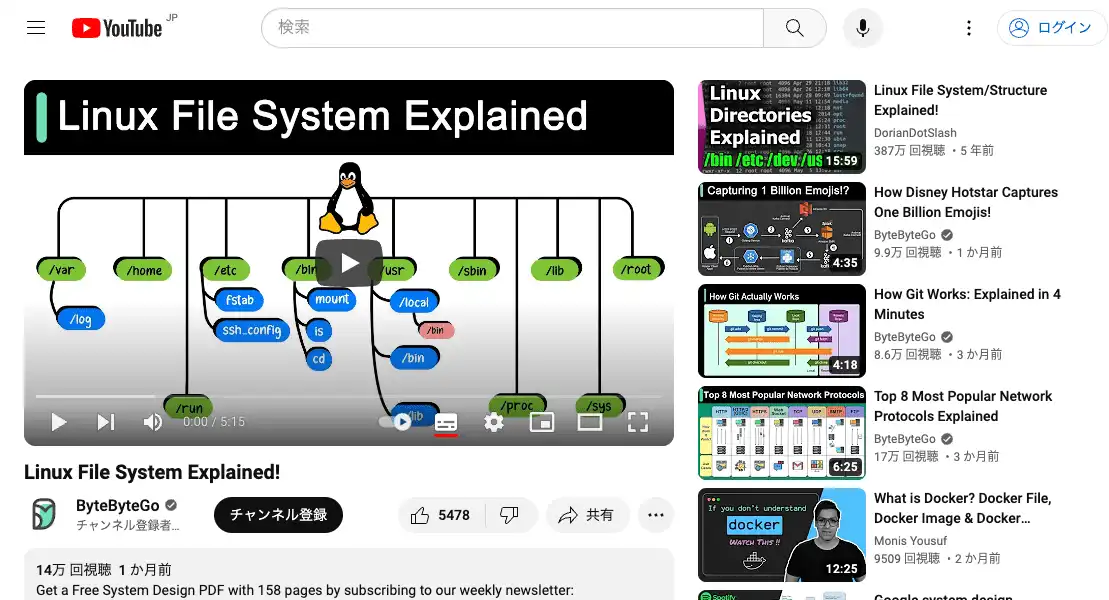 YouTube JP
検索
ログイン
Linux File System Explained
/var
/home
/etc
/bin
/usr
/sbin
/lib
/root
fstab
mount
/local
/log
ssh_config
ls
/bin
cd
/bin
/run
/lib
/proc
/sys
0:00 / 5:15
Linux File System Explained!
ByteByteGo
チャンネル登録者…
チャンネル登録
5478
共有
14万 回視聴 1 か月前
Get a Free System Design PDF with 158 pages by subscribing to our weekly newsletter:
Linux
Directories
Explained
/bin /etc /dev /us
15:59
Linux File System/Structure
Explained!
DorianDotSlash
387万 回視聴 ・5 年前
Capturing 1 Billion Emojis!?
4:35
How Disney Hotstar Captures
One Billion Emojis!
ByteByteGo
9.9万 回視聴 ・1 か月前
How Git Actually Works
4:18
How Git Works: Explained in 4
Minutes
ByteByteGo
8.6万 回視聴 ・3 か月前
Top 8 Most Popular Network Protocols
6:25
Top 8 Most Popular Network
Protocols Explained
ByteByteGo
17万 回視聴 ・3 か月前
If you don't understand
docker
WATCH THIS !!
12:25
What is Docker? Docker File,
Docker Image & Docker…
Monis Yousuf
9509 回視聴 ・2 か月前
Spotify
Google system design